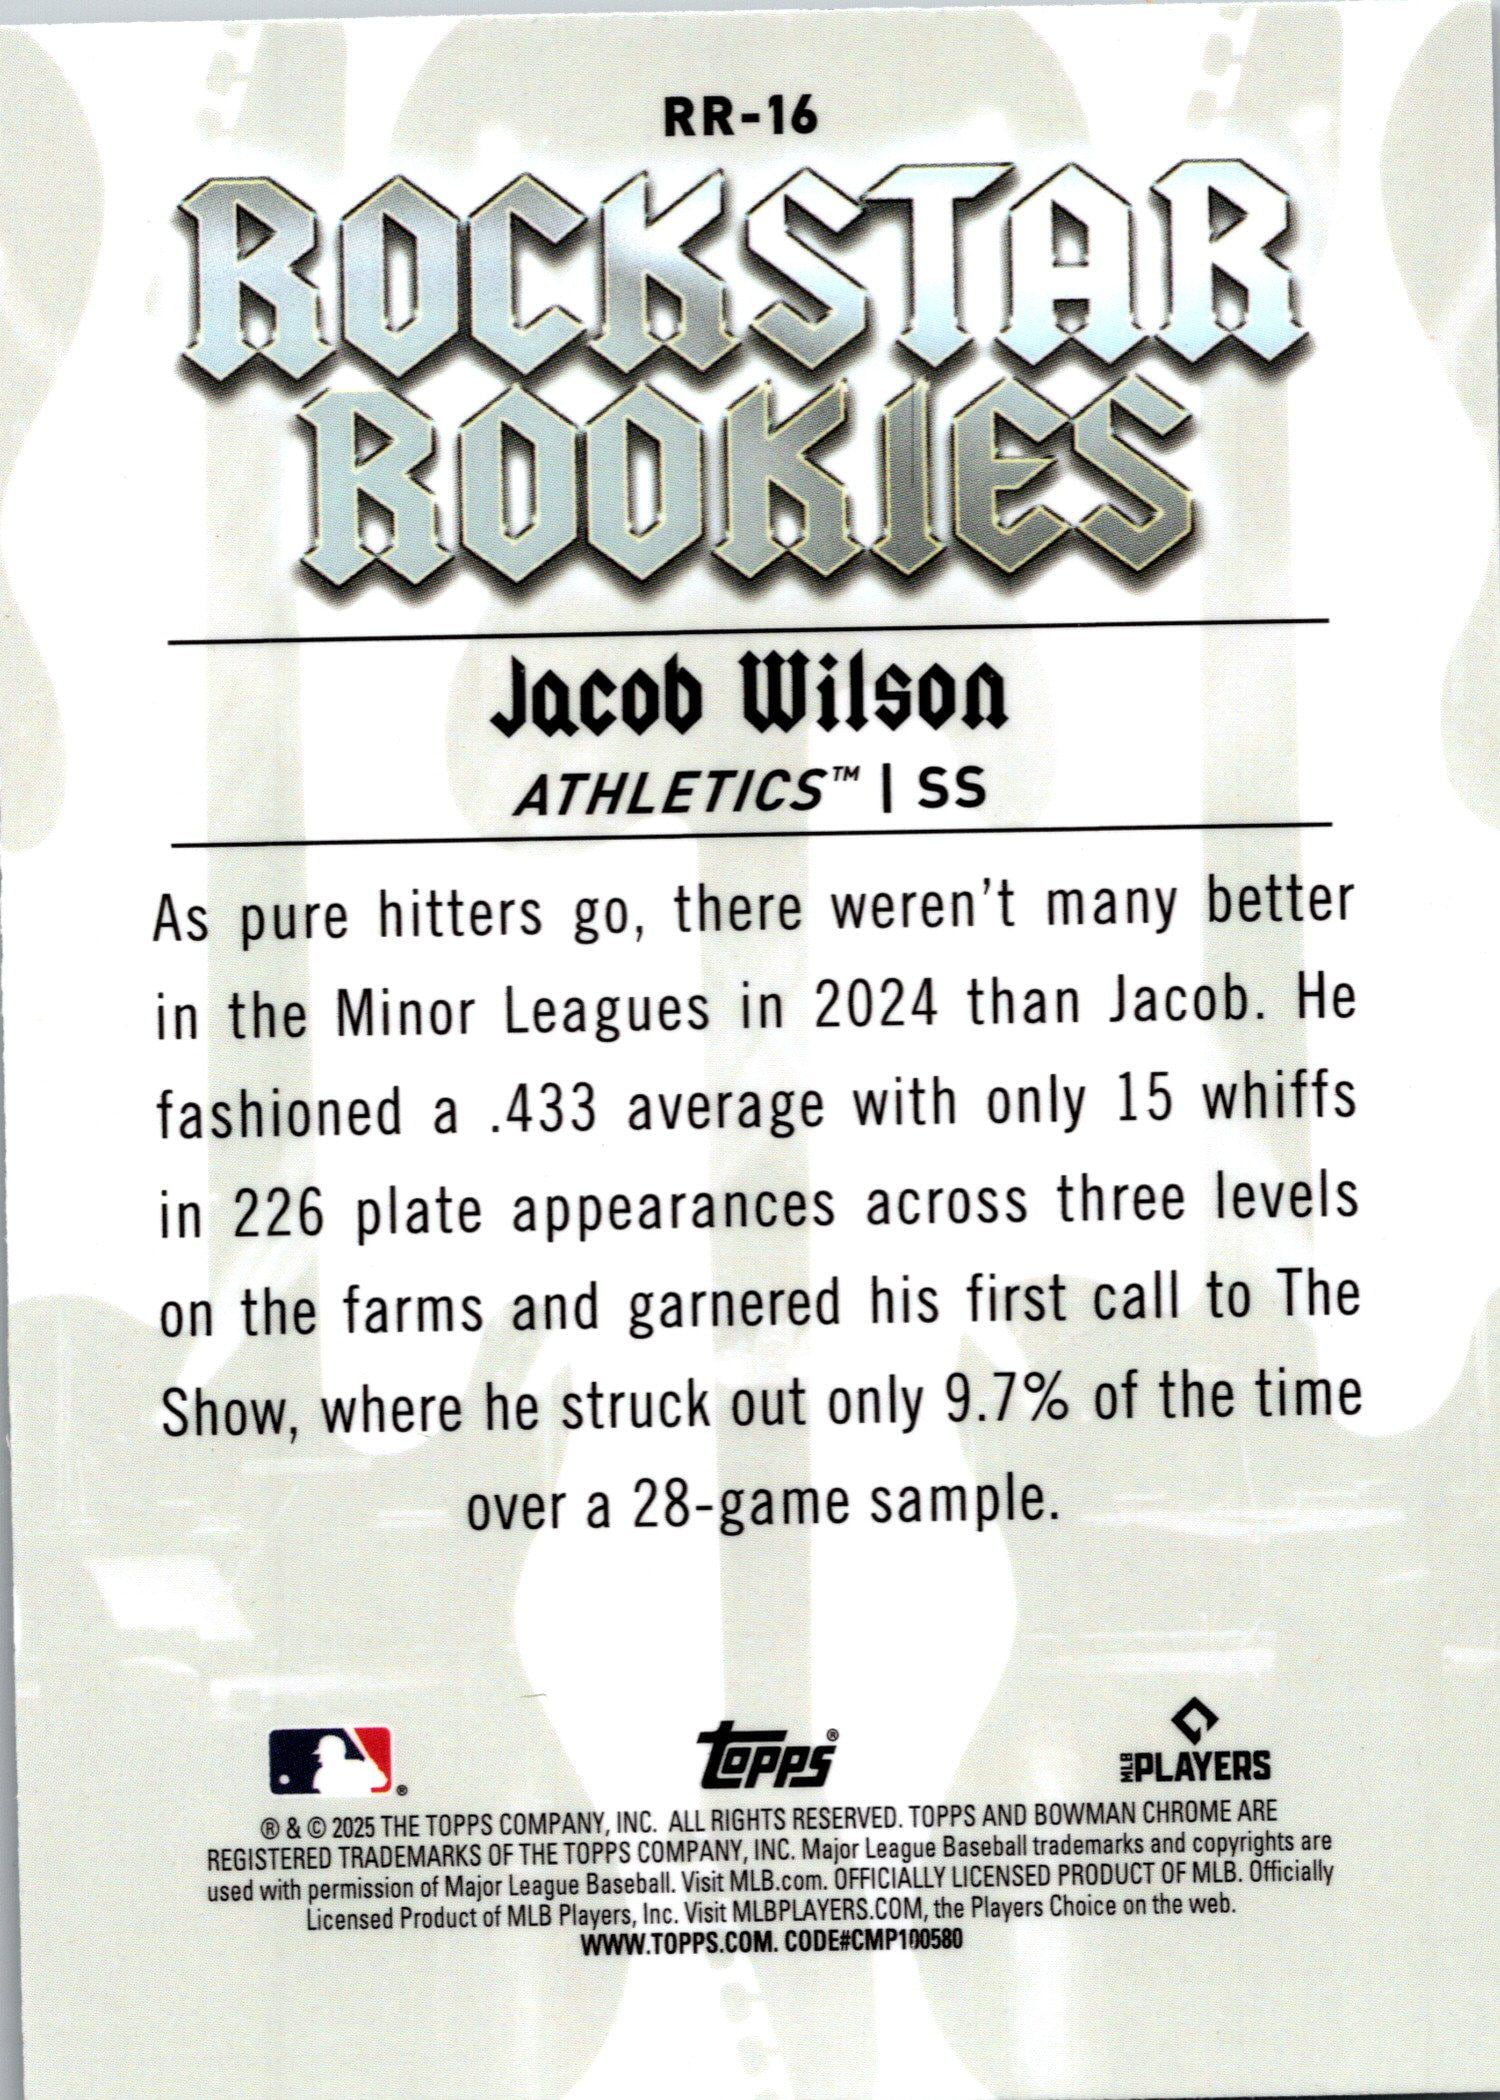 RR-16
ROCKSTAR
ROOKIES
Jacob Wilson
ATHLETICS™ | SS
As pure hitters go, there weren't many better
in the Minor Leagues in 2024 than Jacob. He
fashioned a .433 average with only 15 whiffs
in 226 plate appearances across three levels
on the farms and garnered his first call to The
Show, where he struck out only 9.7% of the time
over a 28-game sample.
®
topps®
MLB PLAYERS
® & © 2025 THE TOPPS COMPANY, INC. ALL RIGHTS RESERVED. TOPPS AND BOWMAN CHROME ARE
REGISTERED TRADEMARKS OF THE TOPPS COMPANY, INC. Major League Baseball trademarks and copyrights are
used with permission of Major League Baseball. Visit MLB.com. OFFICIALLY LICENSED PRODUCT OF MLB. Officially
Licensed Product of MLB Players, Inc. Visit MLBPLAYERS.COM, the Players Choice on the web.
WWW.TOPPS.COM. CODE#CMP100580